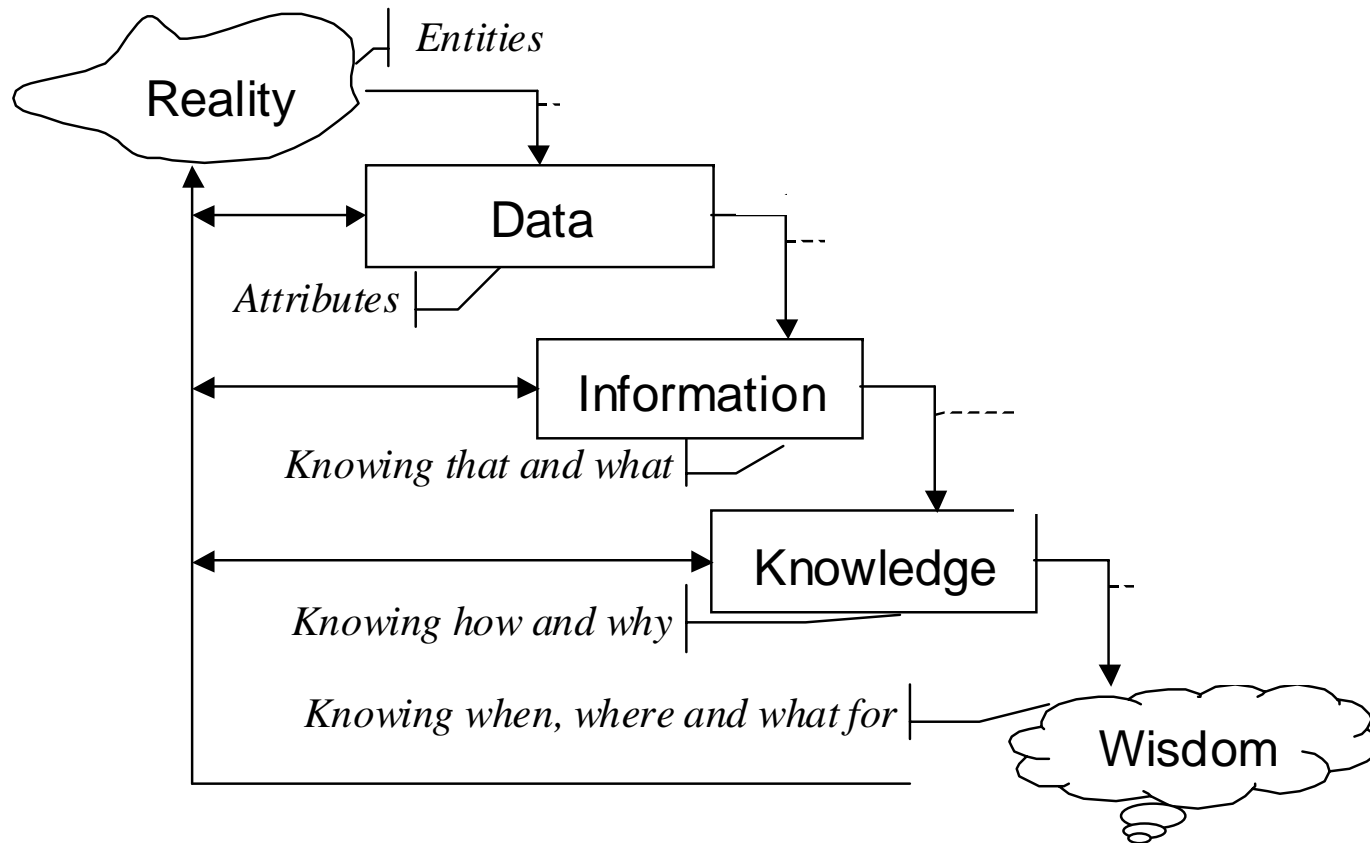 Entities
Reality
Data
Attributes
Information
Knowing that and what
Knowledge
Knowing how and why
Knowing when, where and what for
Wisdom